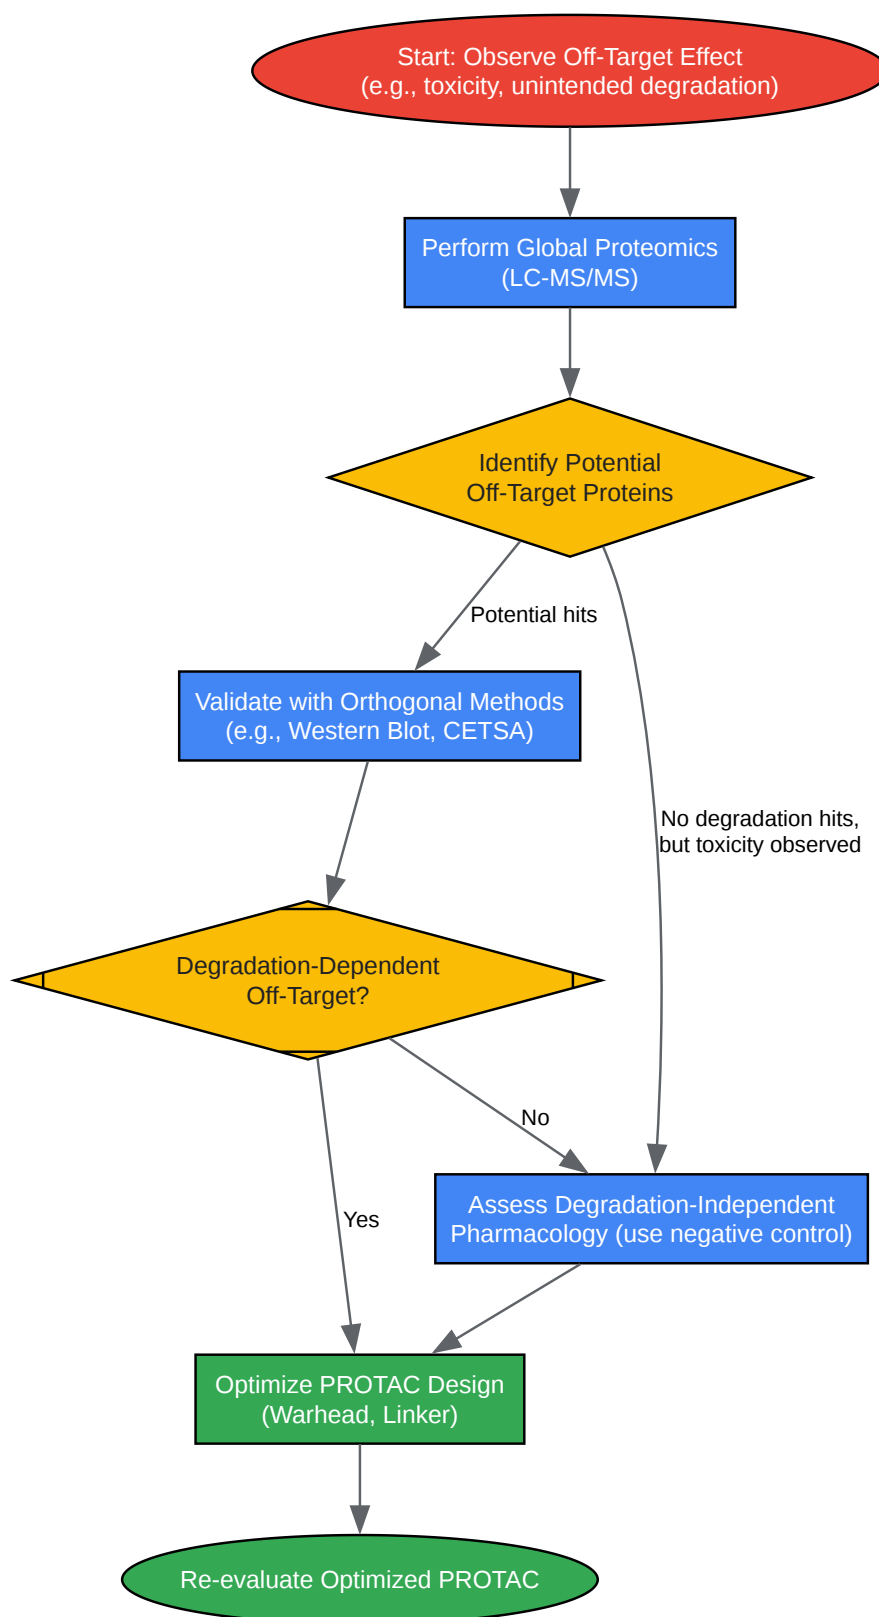 Start: Observe Off-Target Effect
(e.g., toxicity, unintended degradation)
Perform Global Proteomics
(LC-MS/MS)
Identify Potential
Off-Target Proteins
Potential hits
Validate with Orthogonal Methods
(e.g., Western Blot, CETSA)
No degradation hits,
but toxicity observed
Degradation-Dependent
Off-Target?
No
Yes
Assess Degradation-Independent
Pharmacology (use negative control)
Optimize PROTAC Design
(Warhead, Linker)
Re-evaluate Optimized PROTAC